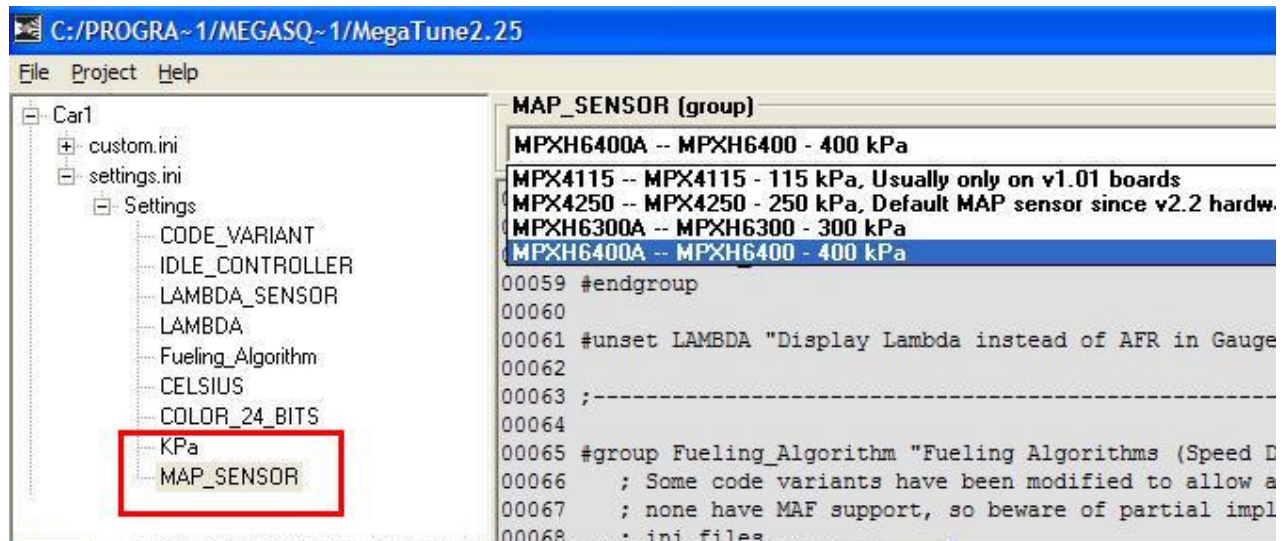 C:/PROGRA~1/MEGASQ~1/MegaTune2.25
File Project Help
Car1
custom.ini
settings.ini
Settings
CODE_VARIANT
IDLE_CONTROLLER
LAMBDA_SENSOR
LAMBDA
Fueling_Algorithm
CELSIUS
COLOR_24_BITS
KPa
MAP_SENSOR
MAP_SENSOR (group)
MPXH6400A -- MPXH6400 - 400 kPa
MPX4115 -- MPX4115 - 115 kPa, Usually only on v1.01 boards
MPX4250 -- MPX4250 - 250 kPa, Default MAP sensor since v2.2 hardw
MPXH6300A -- MPXH6300 - 300 kPa
MPXH6400A -- MPXH6400 - 400 kPa
00059 #endgroup
00060
00061 #unset LAMBDA "Display Lambda instead of AFR in Gauge
00062
00063 ;-----------------------------------------------------
00064
00065 #group Fueling_Algorithm "Fueling Algorithms (Speed D
00066 ; Some code variants have been modified to allow a
00067 ; none have MAF support, so beware of partial impl
00068 ; ini files